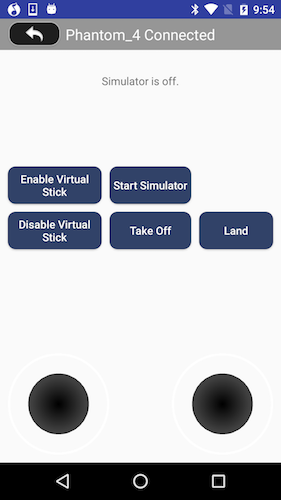 9:54
Phantom_4 Connected
Simulator is off.
Enable Virtual
Stick
Start Simulator
Disable Virtual
Stick
Take Off
Land